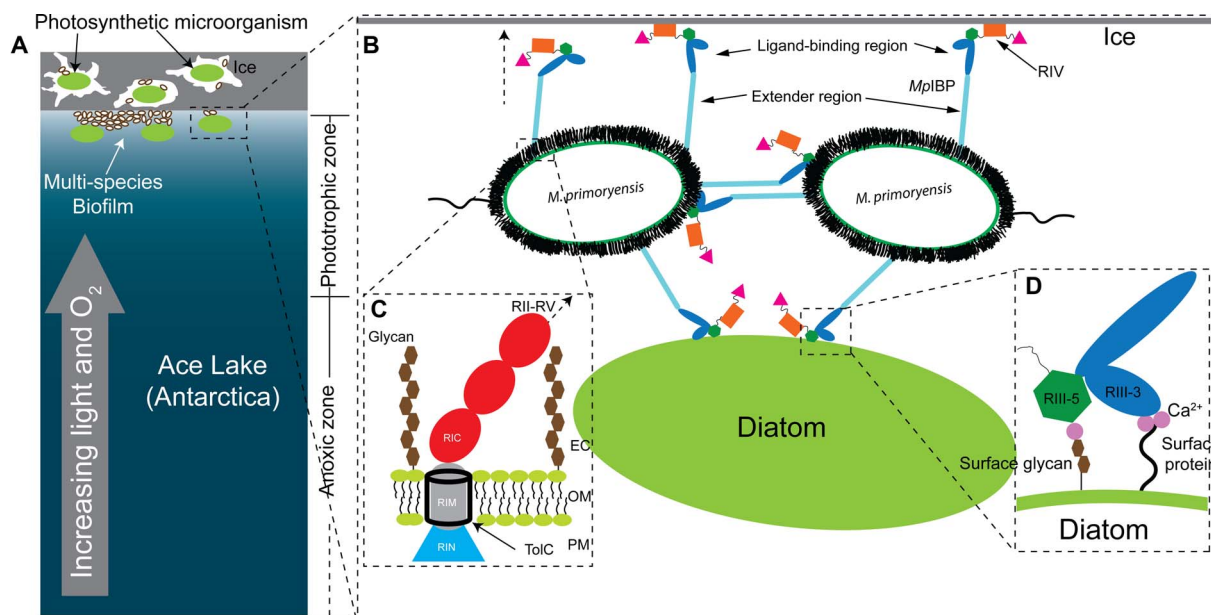 A
Photosynthetic microorganism
Ice
Multi-species
Biofilm
Increasing light and O₂
Ace Lake
(Antarctica)
Phototrophic zone
Anoxic zone
B
Ice
Ligand-binding region
RIV
MpIBP
Extender region
M. primoryensis
M. primoryensis
Diatom
C
RII-RV
Glycan
RIC
EC
RIM
OM
RIN
TolC
PM
D
RIII-5
RIII-3
Ca²⁺
Surface glycan
Surfac
protein
Diatom